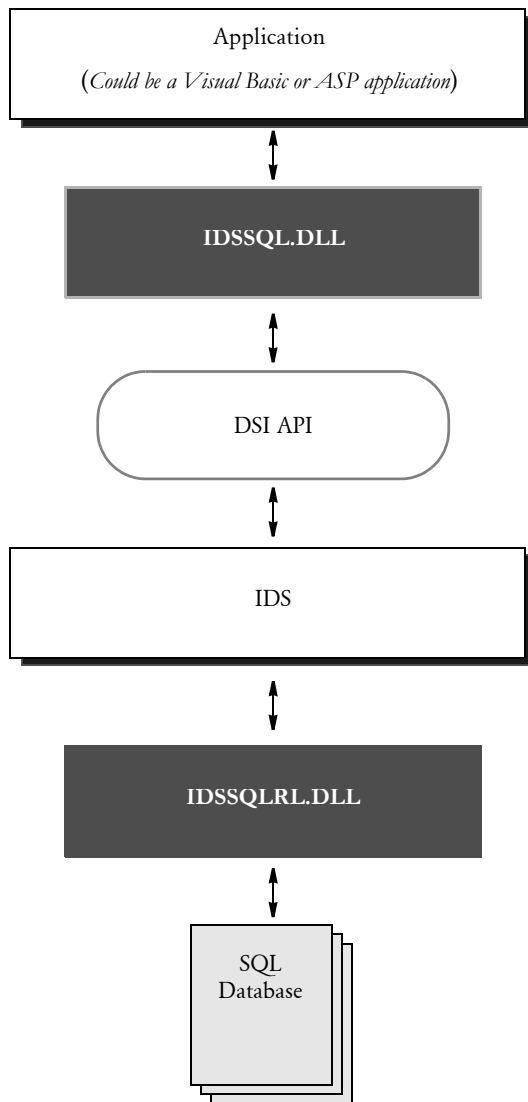 Application
(Could be a Visual Basic or ASP application)
IDSSQL.DLL
DSI API
IDS
IDSSQLRL.DLL
SQL
Database